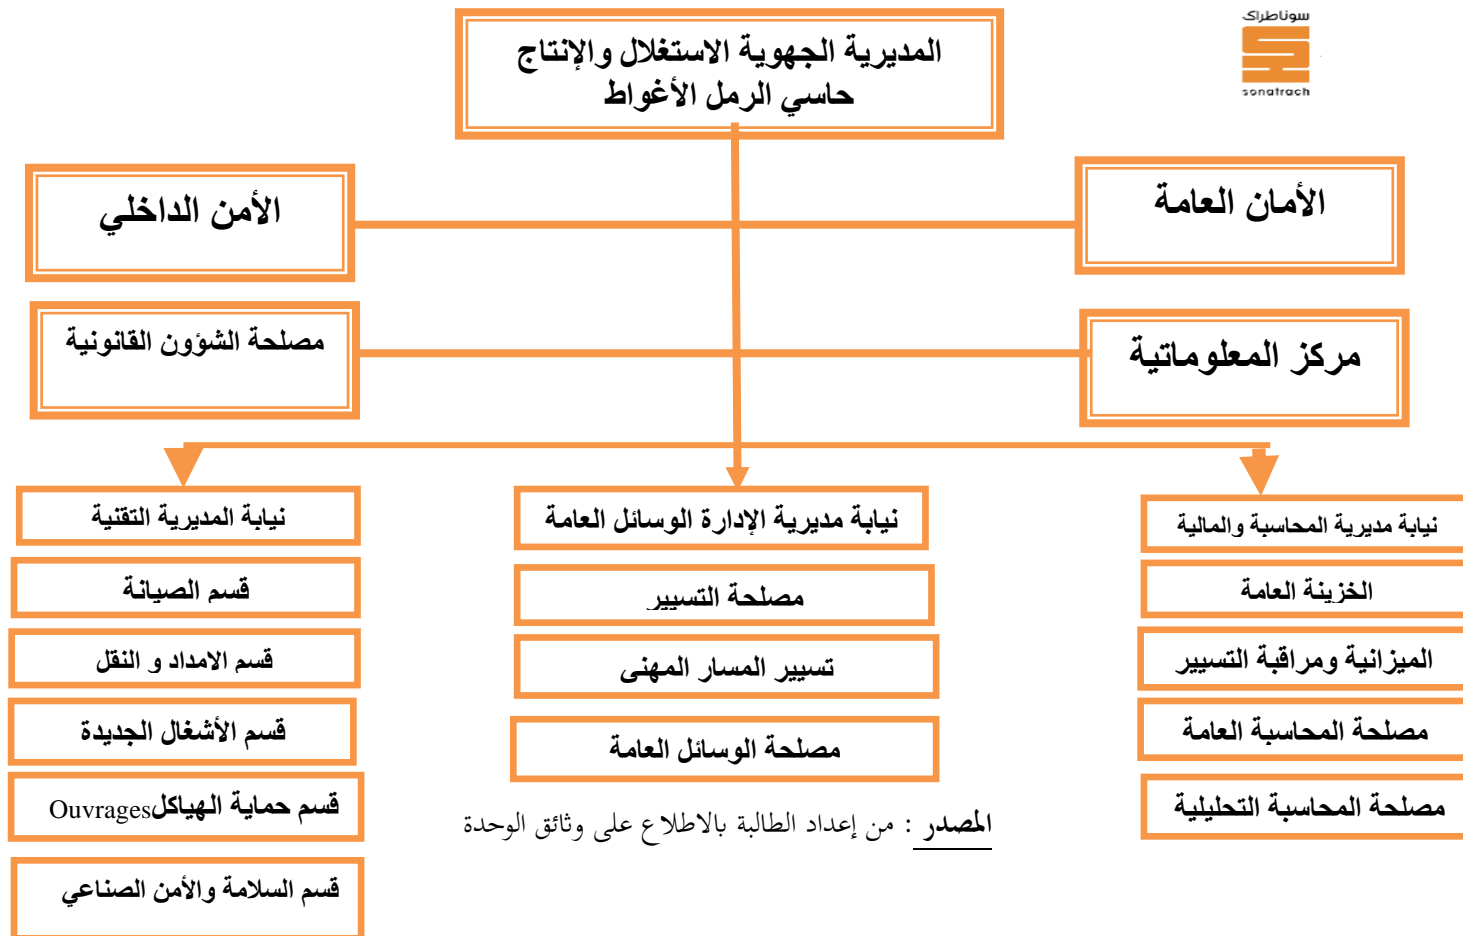 سوناطراك
sonatrach
المديرية الجهوية الاستغلال والإنتاج
حاسي الرمل الأغواط
الأمان العامة
الأمن الداخلي
مركز المعلوماتية
مصلحة الشؤون القانونية
نيابة مديرية المحاسبة والمالية
الخزينة العامة
الميزانية ومراقبة التسيير
مصلحة المحاسبة العامة
مصلحة المحاسبة التحليلية
نيابة مديرية الإدارة الوسائل العامة
مصلحة التسيير
تسيير المسار المهنى
مصلحة الوسائل العامة
نيابة المديرية التقنية
قسم الصيانة
قسم الامداد و النقل
قسم الأشغال الجديدة
قسم حماية الهياكل Ouvrages
قسم السلامة والأمن الصناعي
المصدر : من إعداد الطالبة بالاطلاع على وثائق الوحدة